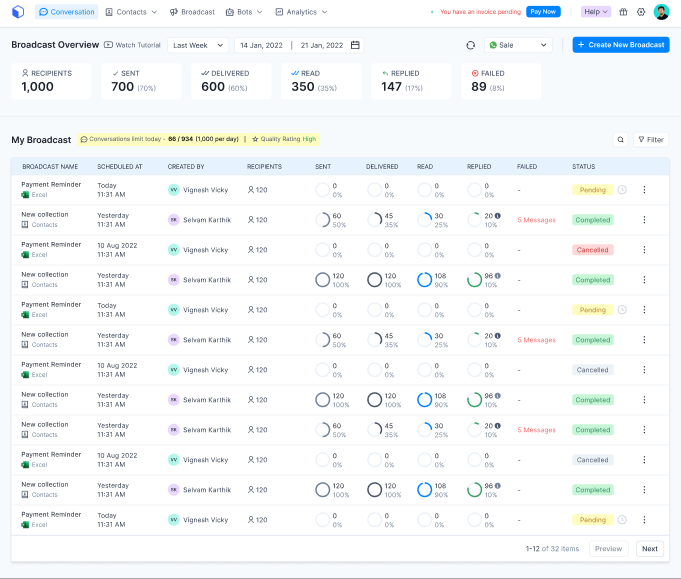 Conversation Contacts Broadcast Bots Analytics You have an invoice pending Pay Now Help
Broadcast Overview Watch Tutorial Last Week 14 Jan, 2022 | 21 Jan, 2022 Sale + Create New Broadcast
RECIPIENTS SENT DELIVERED READ REPLIED FAILED
1,000 700 (70%) 600 (60%) 350 (35%) 147 (17%) 89 (8%)
My Broadcast Conversations limit today - 66 / 934 (1,000 per day) | Quality Rating High Filter
BROADCAST NAME SCHEDULED AT CREATED BY RECIPIENTS SENT DELIVERED READ REPLIED FAILED STATUS
Payment Reminder Today 0 0 0 0
VV Vignesh Vicky 120 - Pending
Excel 11:31 AM 0% 0% 0% 0%
New collection Yesterday 60 45 30 20
SK Selvam Karthik 120 5 Messages Completed
Contacts 11:31 AM 50% 35% 25% 10%
Payment Reminder 10 Aug 2022 0 0 0 0
VV Vignesh Vicky 120 - Cancelled
Excel 11:31 AM 0% 0% 0% 0%
New collection Yesterday 120 120 108 96
SK Selvam Karthik 120 - Completed
Contacts 11:31 AM 100% 100% 90% 10%
Payment Reminder Today 0 0 0 0
VV Vignesh Vicky 120 - Pending
Excel 11:31 AM 0% 0% 0% 0%
New collection Yesterday 60 45 30 20
SK Selvam Karthik 120 5 Messages Completed
Contacts 11:31 AM 50% 35% 25% 10%
Payment Reminder 10 Aug 2022 0 0 0 0
VV Vignesh Vicky 120 - Cancelled
Excel 11:31 AM 0% 0% 0% 0%
New collection Yesterday 120 120 108 96
SK Selvam Karthik 120 - Completed
Contacts 11:31 AM 100% 100% 90% 10%
New collection Yesterday 60 45 30 20
SK Selvam Karthik 120 5 Messages Completed
Contacts 11:31 AM 50% 35% 25% 10%
Payment Reminder 10 Aug 2022 0 0 0 0
VV Vignesh Vicky 120 - Cancelled
Excel 11:31 AM 0% 0% 0% 0%
New collection Yesterday 120 120 108 96
SK Selvam Karthik 120 - Completed
Contacts 11:31 AM 100% 100% 90% 10%
Payment Reminder Today 0 0 0 0
VV Vignesh Vicky 120 - Pending
Excel 11:31 AM 0% 0% 0% 0%
1-12 of 32 items Preview Next